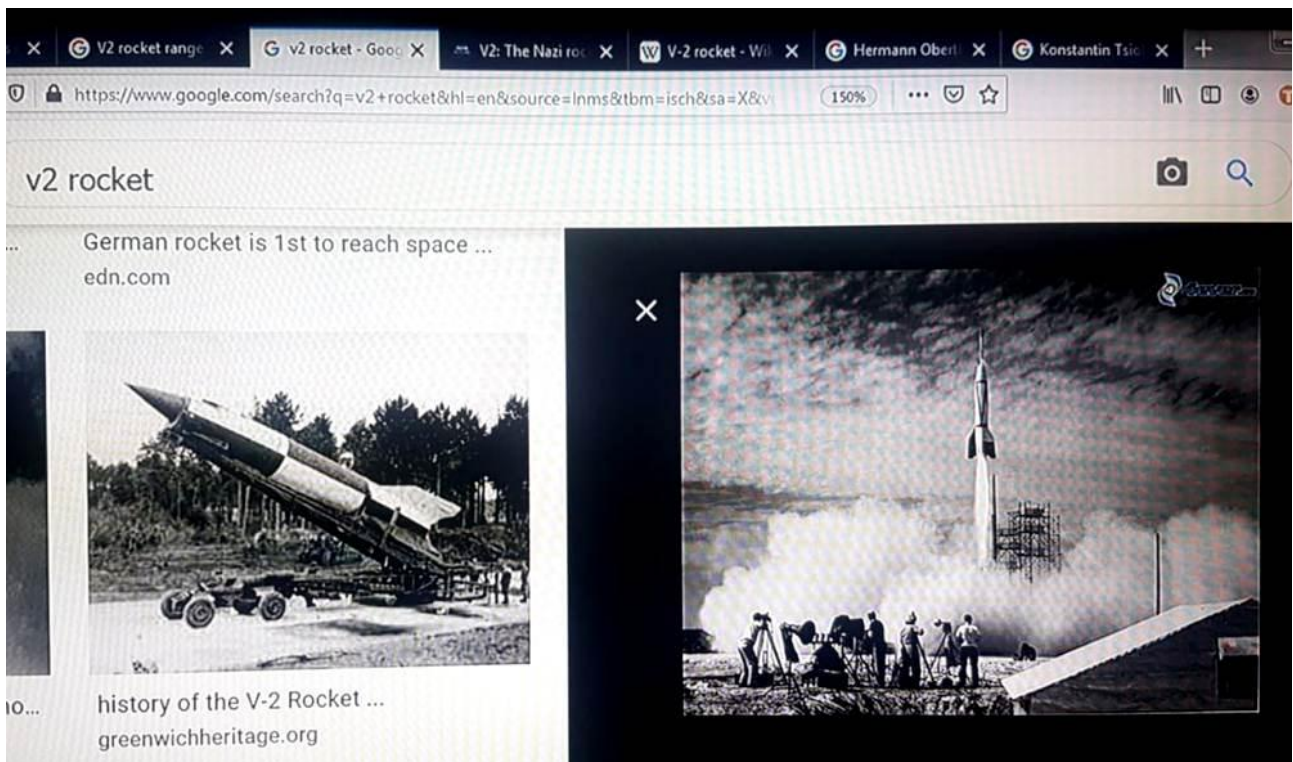 V2 rocket range
v2 rocket - Goog
V2: The Nazi roc
V-2 rocket - Wi
Hermann Obert
Konstantin Tsio
https://www.google.com/search?q=v2+rocket&hl=en&source=lnms&tbm=isch&sa=X&v
150%
v2 rocket
...
German rocket is 1st to reach space ...
edn.com
history of the V-2 Rocket ...
greenwichheritage.org